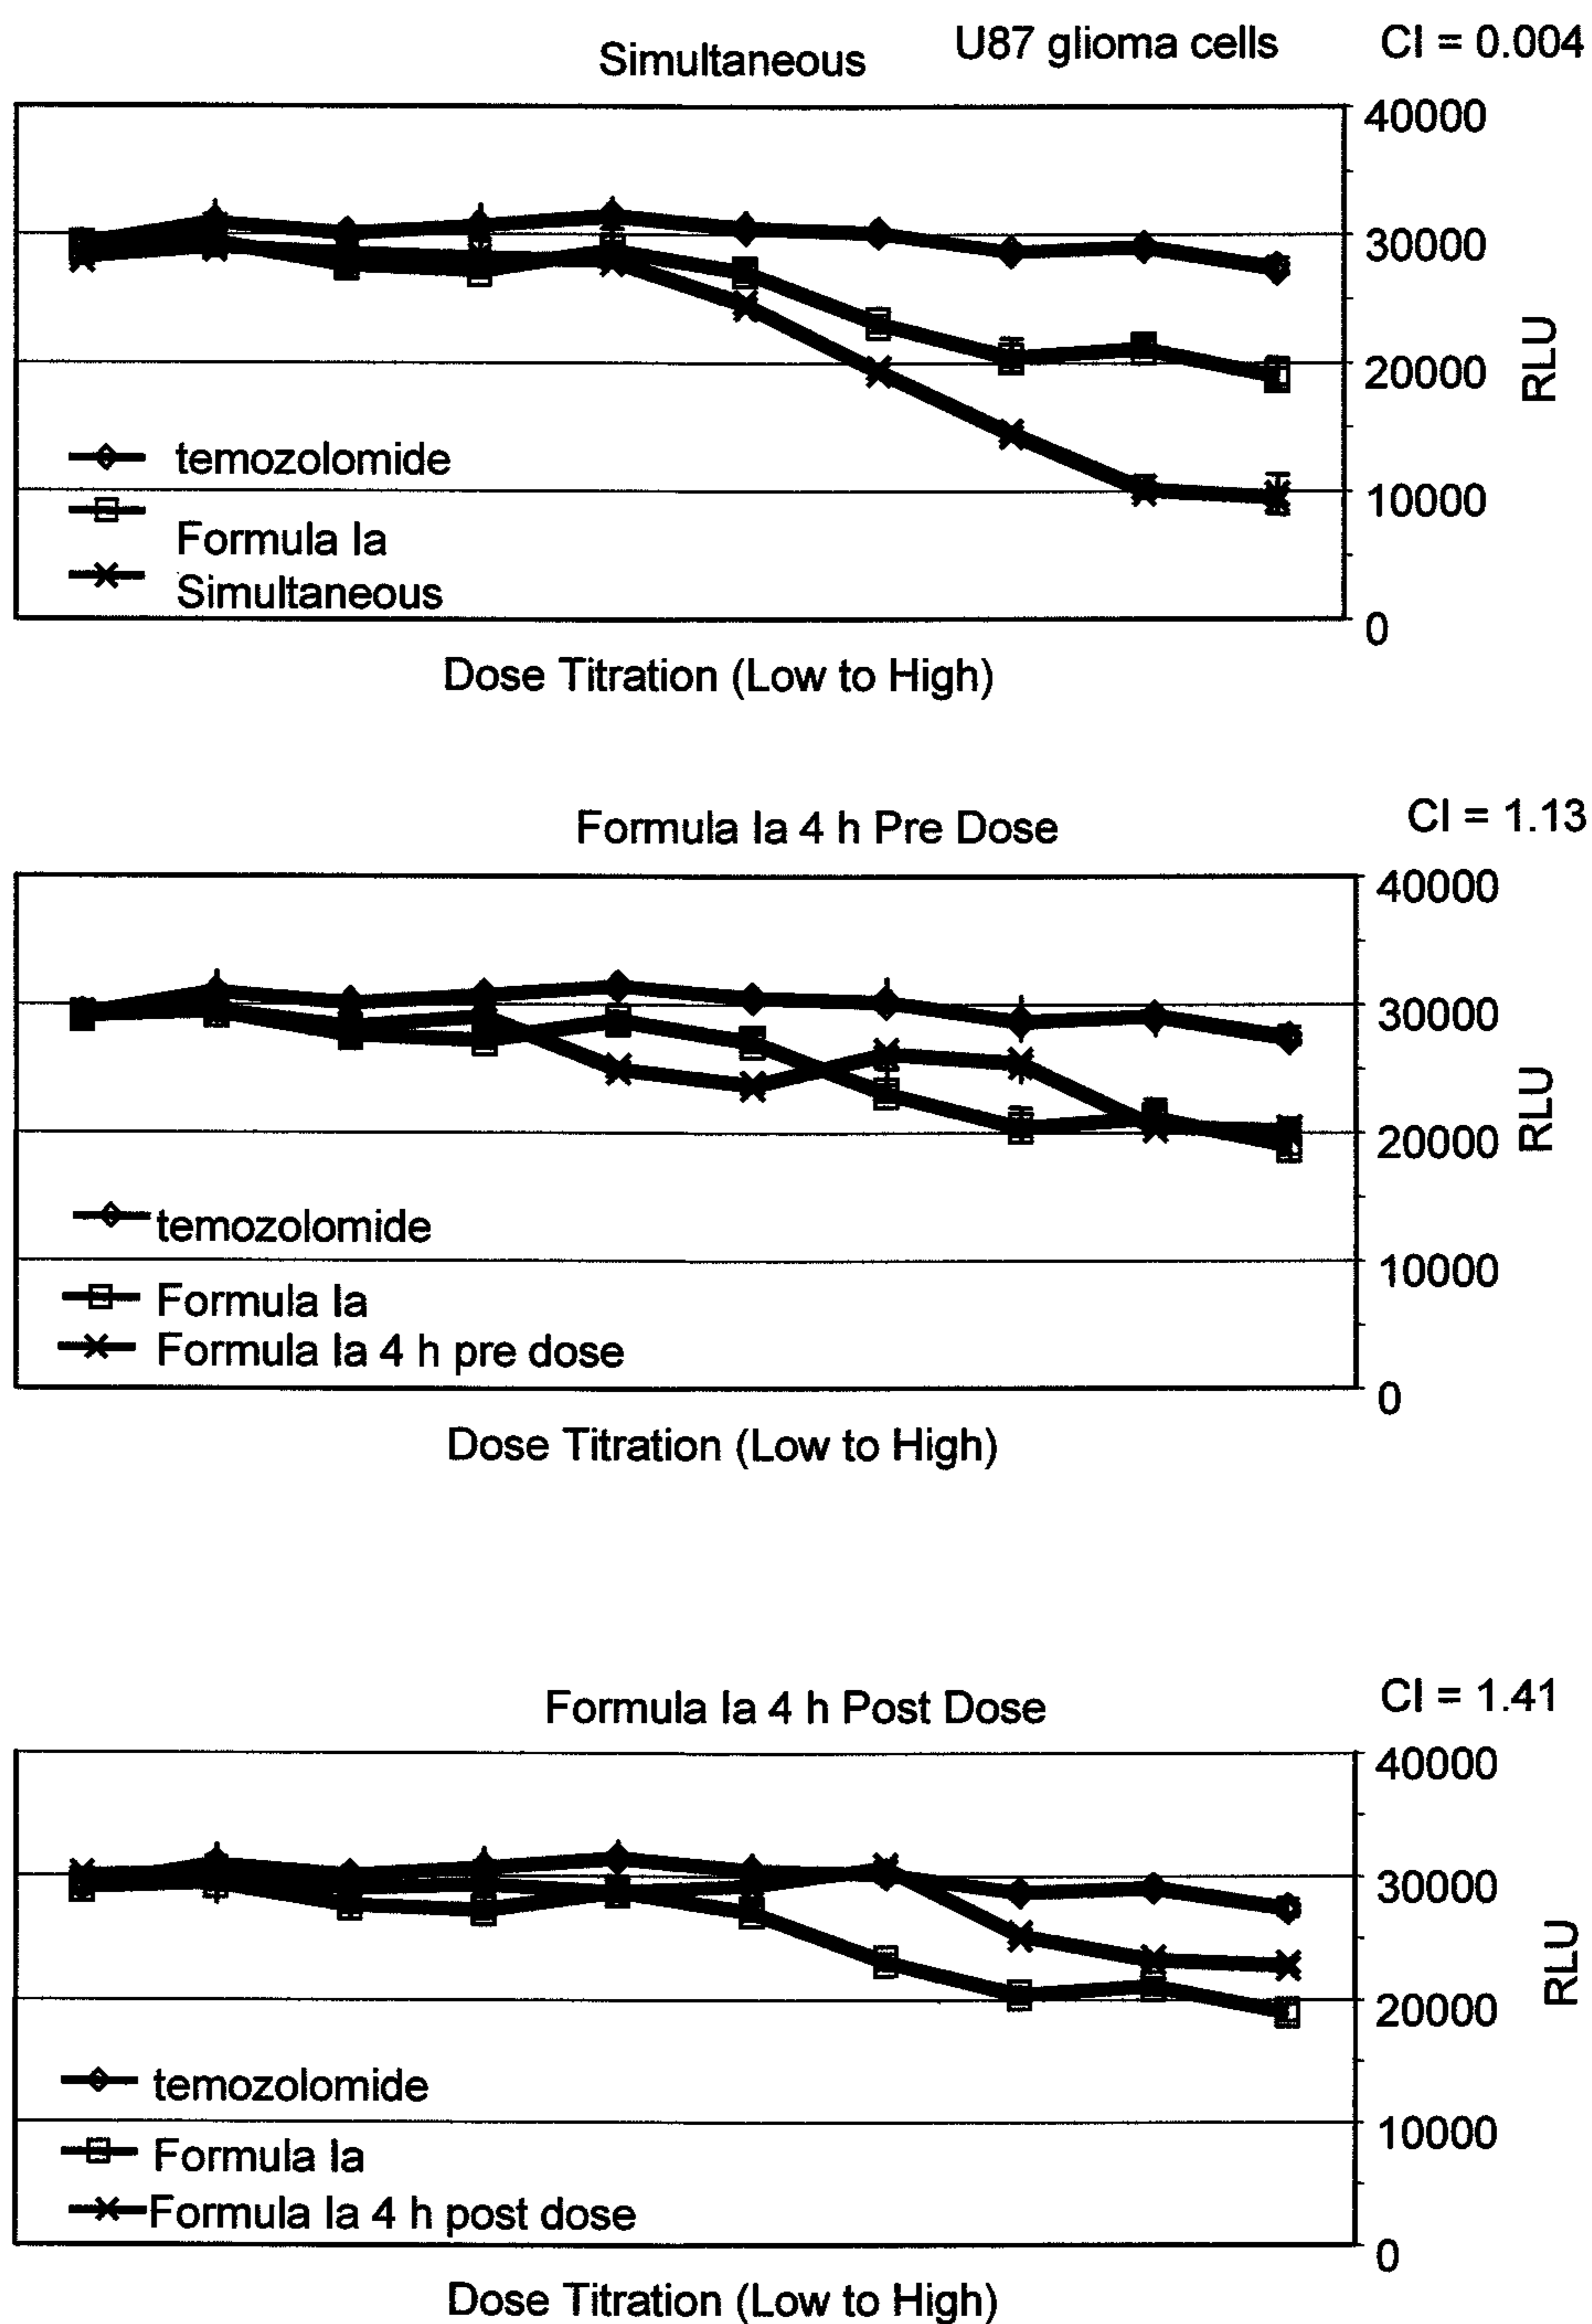 Simultaneous
U87 glioma cells
CI = 0.004
40000
30000
20000
10000
0
RLU
temozolomide
Formula Ia
Simultaneous
Dose Titration (Low to High)
Formula Ia 4 h Pre Dose
CI = 1.13
40000
30000
20000
10000
0
RLU
temozolomide
Formula Ia
Formula Ia 4 h pre dose
Dose Titration (Low to High)
Formula Ia 4 h Post Dose
CI = 1.41
40000
30000
20000
10000
0
RLU
temozolomide
Formula Ia
Formula Ia 4 h post dose
Dose Titration (Low to High)